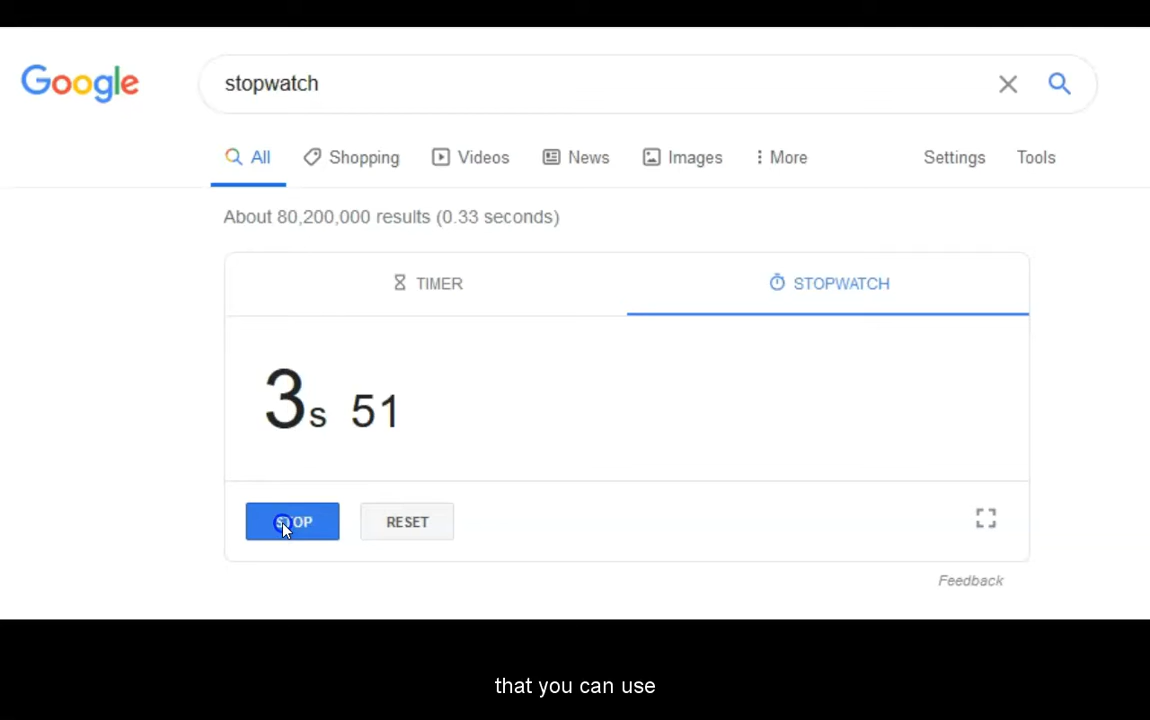 Google
stopwatch
All Shopping Videos News Images More Settings Tools
About 80,200,000 results (0.33 seconds)
TIMER STOPWATCH
3s 51
STOP RESET
Feedback
that you can use